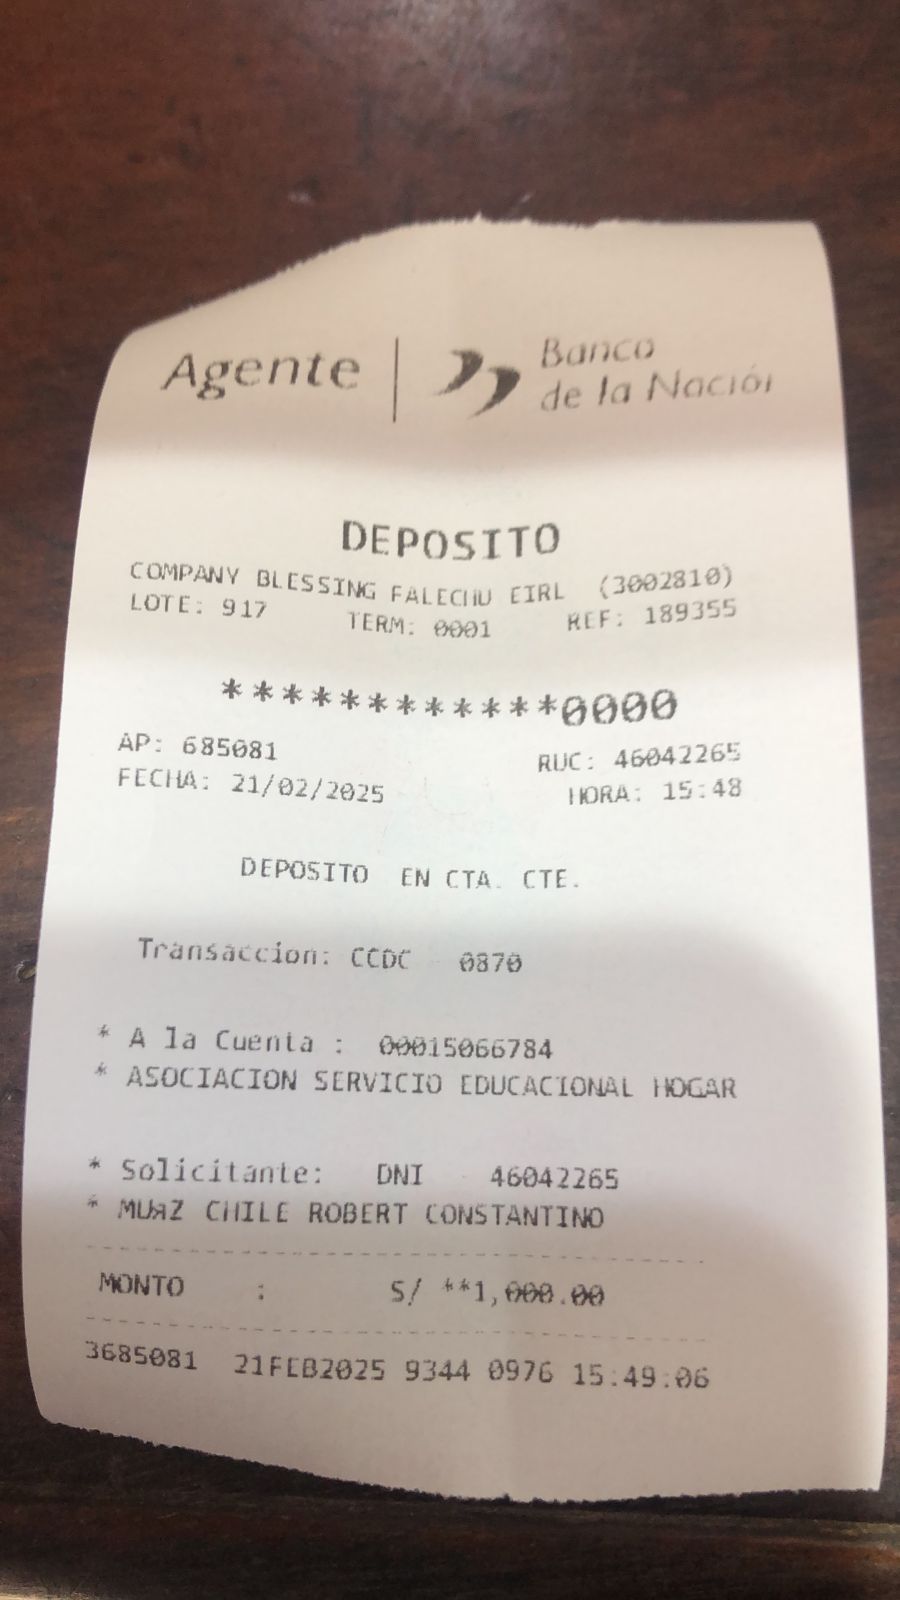 Agente | Banco
de la Nación
DEPOSITO
COMPANY BLESSING FALECHU EIRL (3002810)
LOTE: 917 TERM: 0001 REF: 189355
************0000
AP: 685081 RUC: 46042265
FECHA: 21/02/2025 HORA: 15:48
DEPOSITO EN CTA. CTE.
Transaccion: CCDC 0870
* A la Cuenta : 00015066784
* ASOCIACION SERVICIO EDUCACIONAL HOGAR
* Solicitante: DNI 46042265
* CHILE ROBERT CONSTANTINO
MONTO : S/ **1,000.00
3685081 21FEB2025 9344 0976 15:49:06